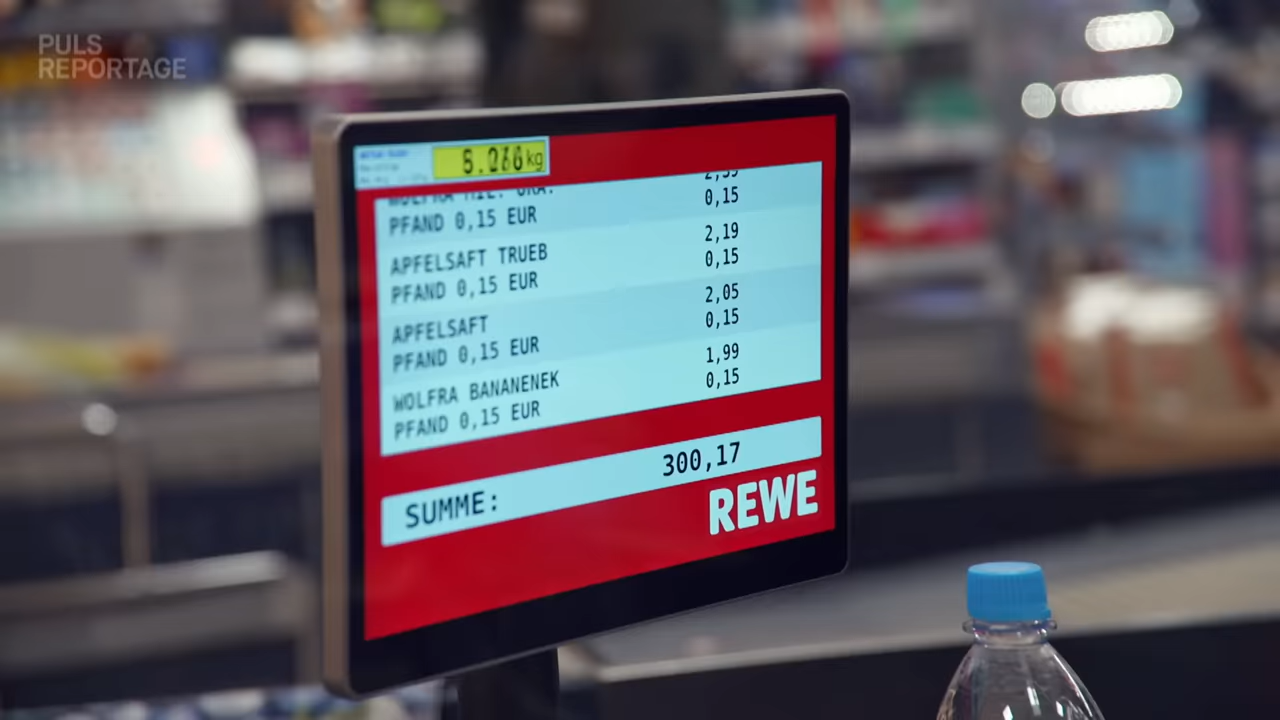 PULS
REPORTAGE
kg
PFAND 0,15 EUR 0,15
APFELSAFT TRUEB 2,19
PFAND 0,15 EUR 0,15
APFELSAFT 2,05
PFAND 0,15 EUR 0,15
WOLFRA BANANENEK 1,99
PFAND 0,15 EUR 0,15
SUMME: 300,17
REWE